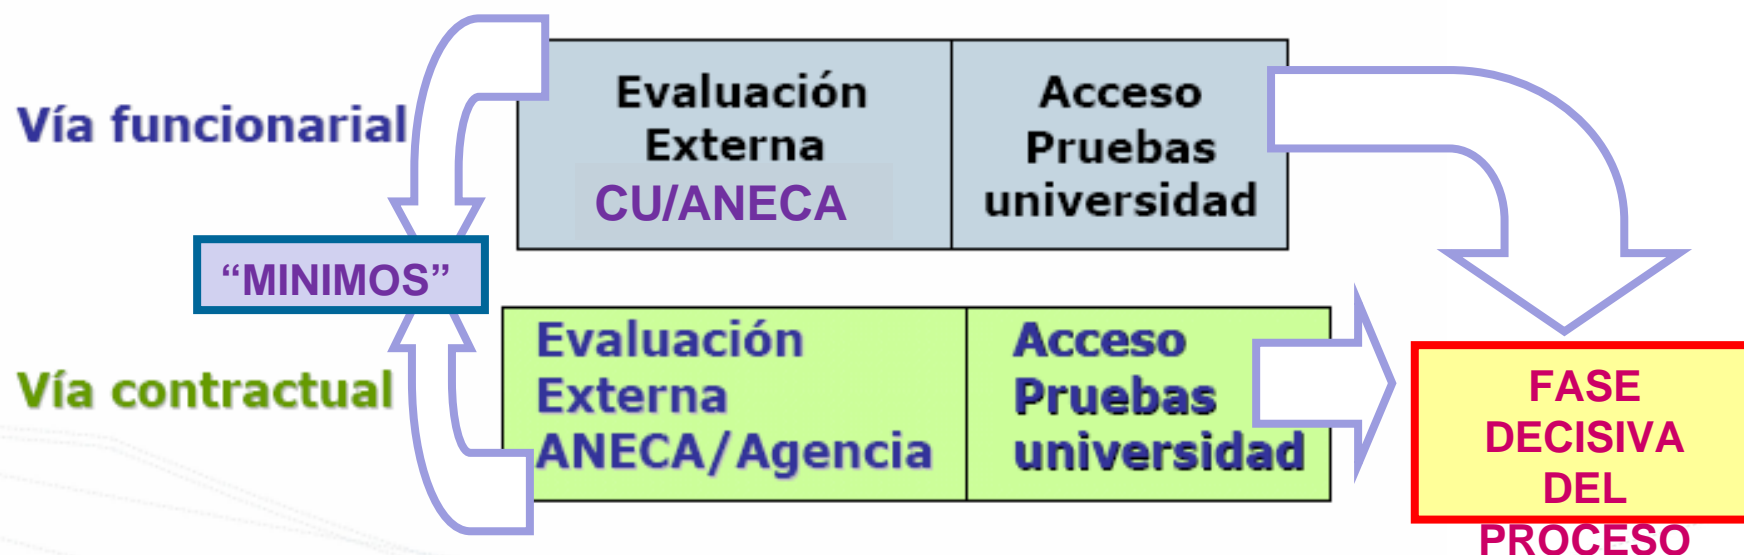 Vía funcionarial
Evaluación
Externa
CU/ANECA
Acceso
Pruebas
universidad
“MINIMOS”
Vía contractual
Evaluación
Externa
ANECA/Agencia
Acceso
Pruebas
universidad
FASE
DECISIVA
DEL
PROCESO